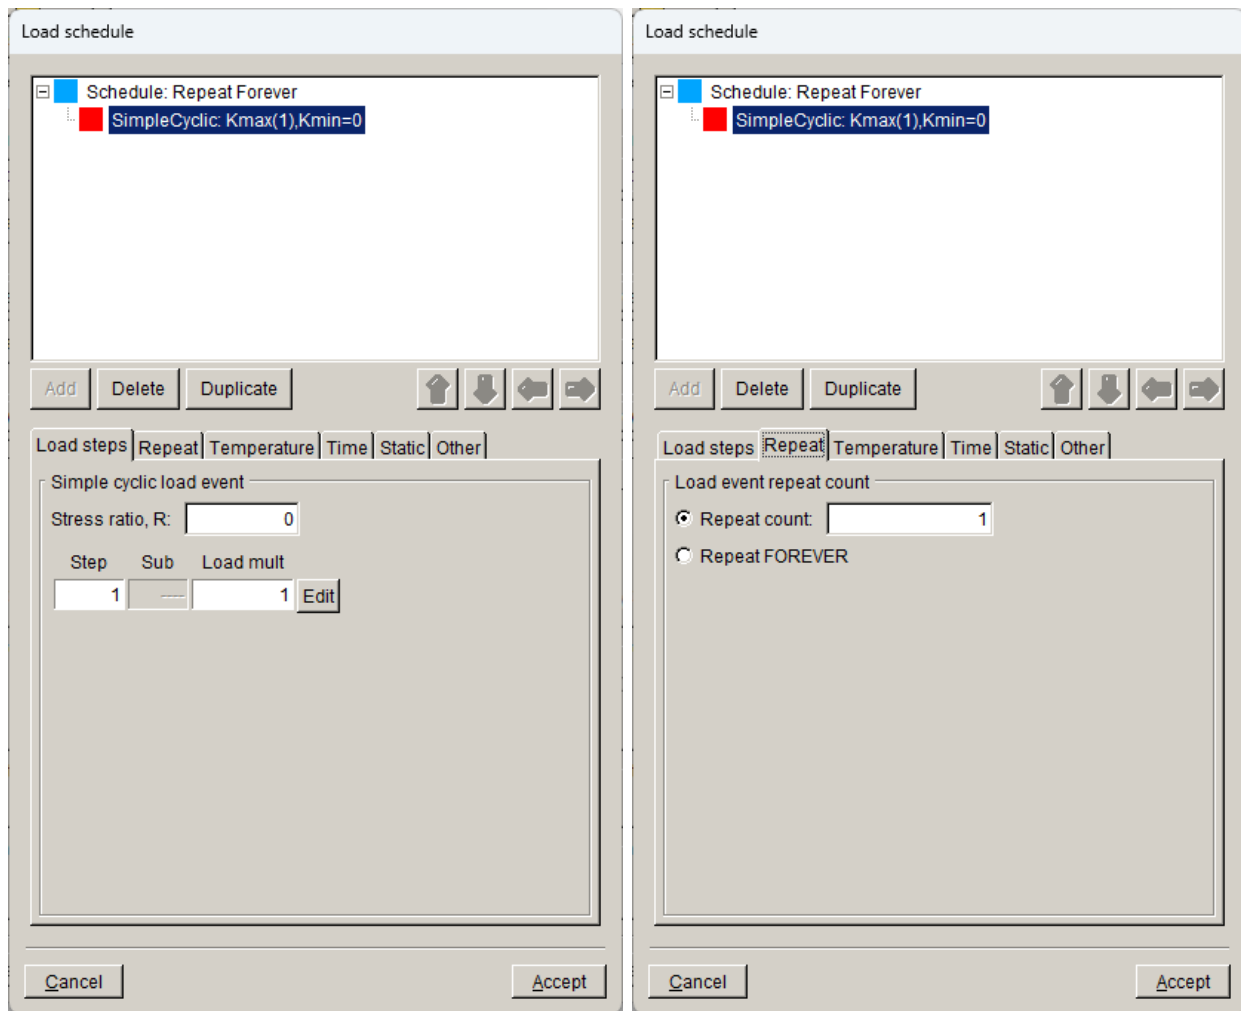 Load schedule
Schedule: Repeat Forever
SimpleCyclic: Kmax(1),Kmin=0
Add Delete Duplicate
Load steps Repeat Temperature Time Static Other
Simple cyclic load event
Stress ratio, R: 0
Step Sub Load mult
1 ---- 1 Edit
Cancel Accept
Load schedule
Schedule: Repeat Forever
SimpleCyclic: Kmax(1),Kmin=0
Add Delete Duplicate
Load steps Repeat Temperature Time Static Other
Load event repeat count
Repeat count: 1
Repeat FOREVER
Cancel Accept